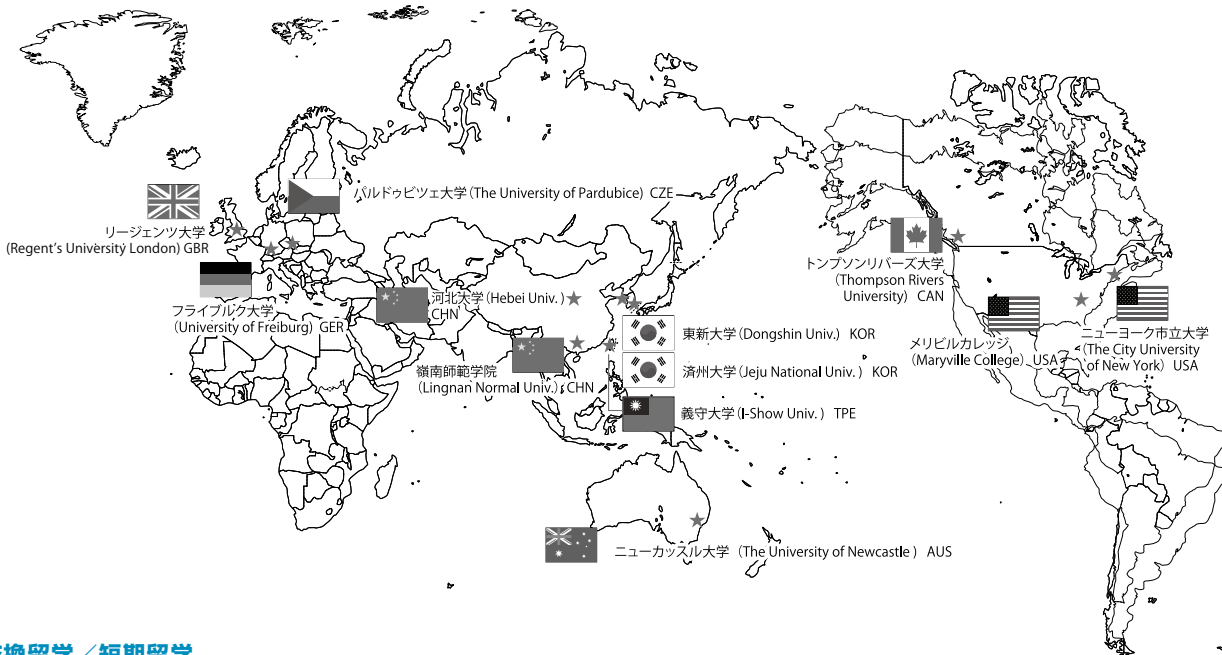 パルドゥビツェ大学(The University of Pardubice) CZE
リージェンツ大学
(Regent's University London) GBR
フライブルク大学
(University of Freiburg) GER
河北大学(Hebei Univ. )
CHN
嶺南師範学院
(Lingnan Normal Univ.) CHN
東新大学(Dongshin Univ.) KOR
済州大学(Jeju National Univ. ) KOR
義守大学(I-Show Univ. ) TPE
ニューカッスル大学 (The University of Newcastle ) AUS
トンプソンリバーズ大学
(Thompson Rivers
University) CAN
メリビルカレッジ
(Maryville College) USA
ニューヨーク市立大学
(The City University
of New York) USA
換留学／短期留学